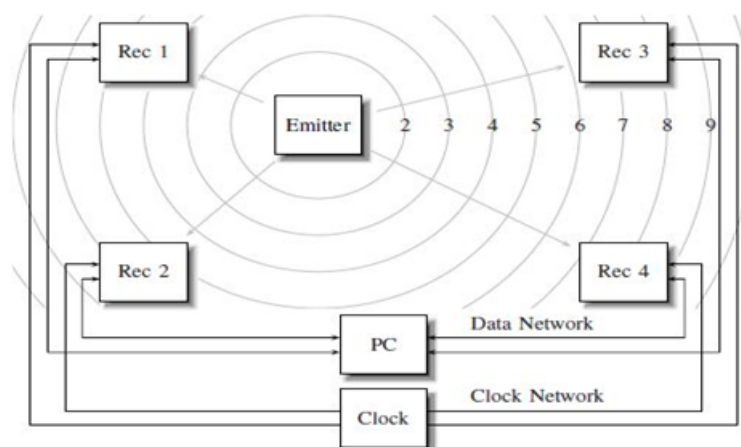 Rec 1
Rec 3
Emitter
2 3 4 5 6 7 8 9
Rec 2
Rec 4
Data Network
PC
Clock Network
Clock